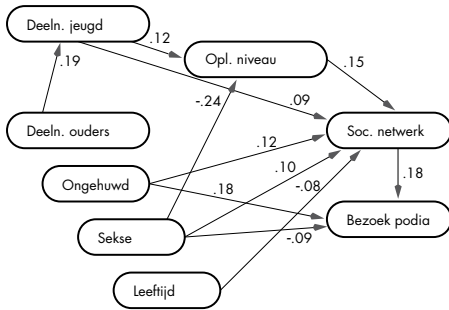 Deeln. jeugd
.12
Opl. niveau
.19
.15
-.24
.09
Deeln. ouders
Soc. netwerk
.12
.10
Ongehuwd
-.08
.18
.18
Bezoek podia
Sekse
-.09
Leeftijd